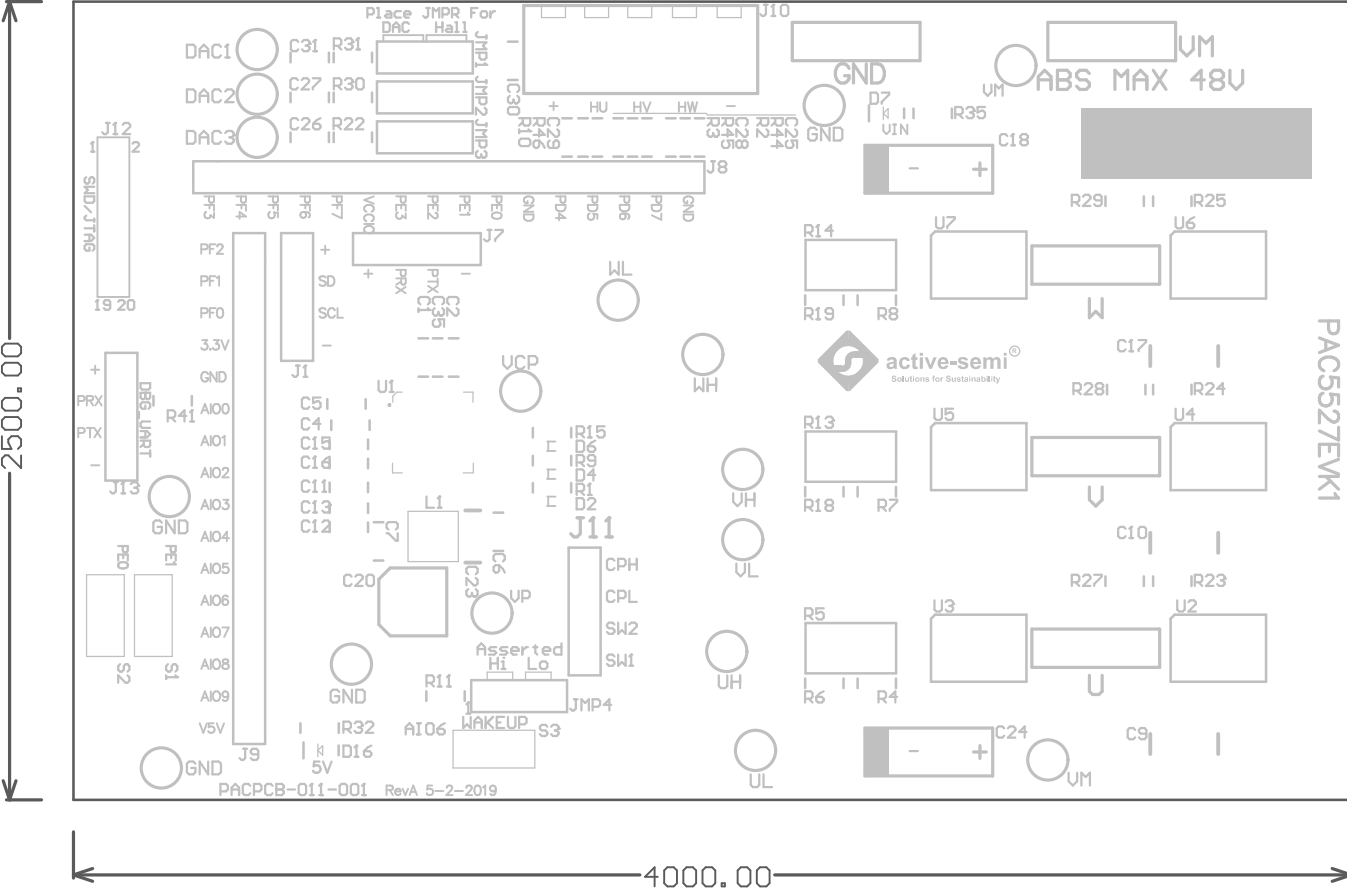 Place JMPR For
DAC Hall
J10
DAC1 C31 R31 JMP1
DAC2 C27 R30 JMP2
DAC3 C26 R22 JMP3
IC30
+ HU HV HW -
R10 R46 C29 R3 R45 C28 R2 R44 C25
GND
VM
VM
ABS MAX 48V
GND
D7
VIN
R35
C18
- +
J12
1 2
SWD/JTAG
19 20
J8
PF3 PF4 PF5 PF6 PF7 VCCIO PE3 PE2 PE1 PE0 GND PD4 PD5 PD6 PD7 GND
R29 R25
J7
+ PRX PTX -
C1 C35 C2
+
SD
SCL
-
J1
PF2
PF1
PF0
3.3V
GND
AIO0
AIO1
AIO2
AIO3
AIO4
AIO5
AIO6
AIO7
AIO8
AIO9
V5V
J9
WL
WH
VCP
R14
R19 R8
U7 U6
W
active-semi®
Solutions for Sustainability
C17
PAC5527EVK1
R28 R24
+
PRX
PTX
-
DBG_UART
J13
R41
GND
U1
C5
C4
C15
C16
C11
C13
C12
R15
D6
R9
D4
R1
D2
L1
C7
IC6
IC23
C20
VP
J11
CPH
CPL
SW2
SW1
VH
VL
R13
R18 R7
U5 U4
V
C10
R27 R23
PE0 PE1
S2 S1
GND
Asserted
Hi Lo
R11
1
JMP4
WAKEUP
AIO6 S3
R32
D16
5V
UH
UL
R5
R6 R4
U3 U2
U
C24
- +
C9
VM
GND
PACPCB-011-001 RevA 5-2-2019
2500.00
4000.00